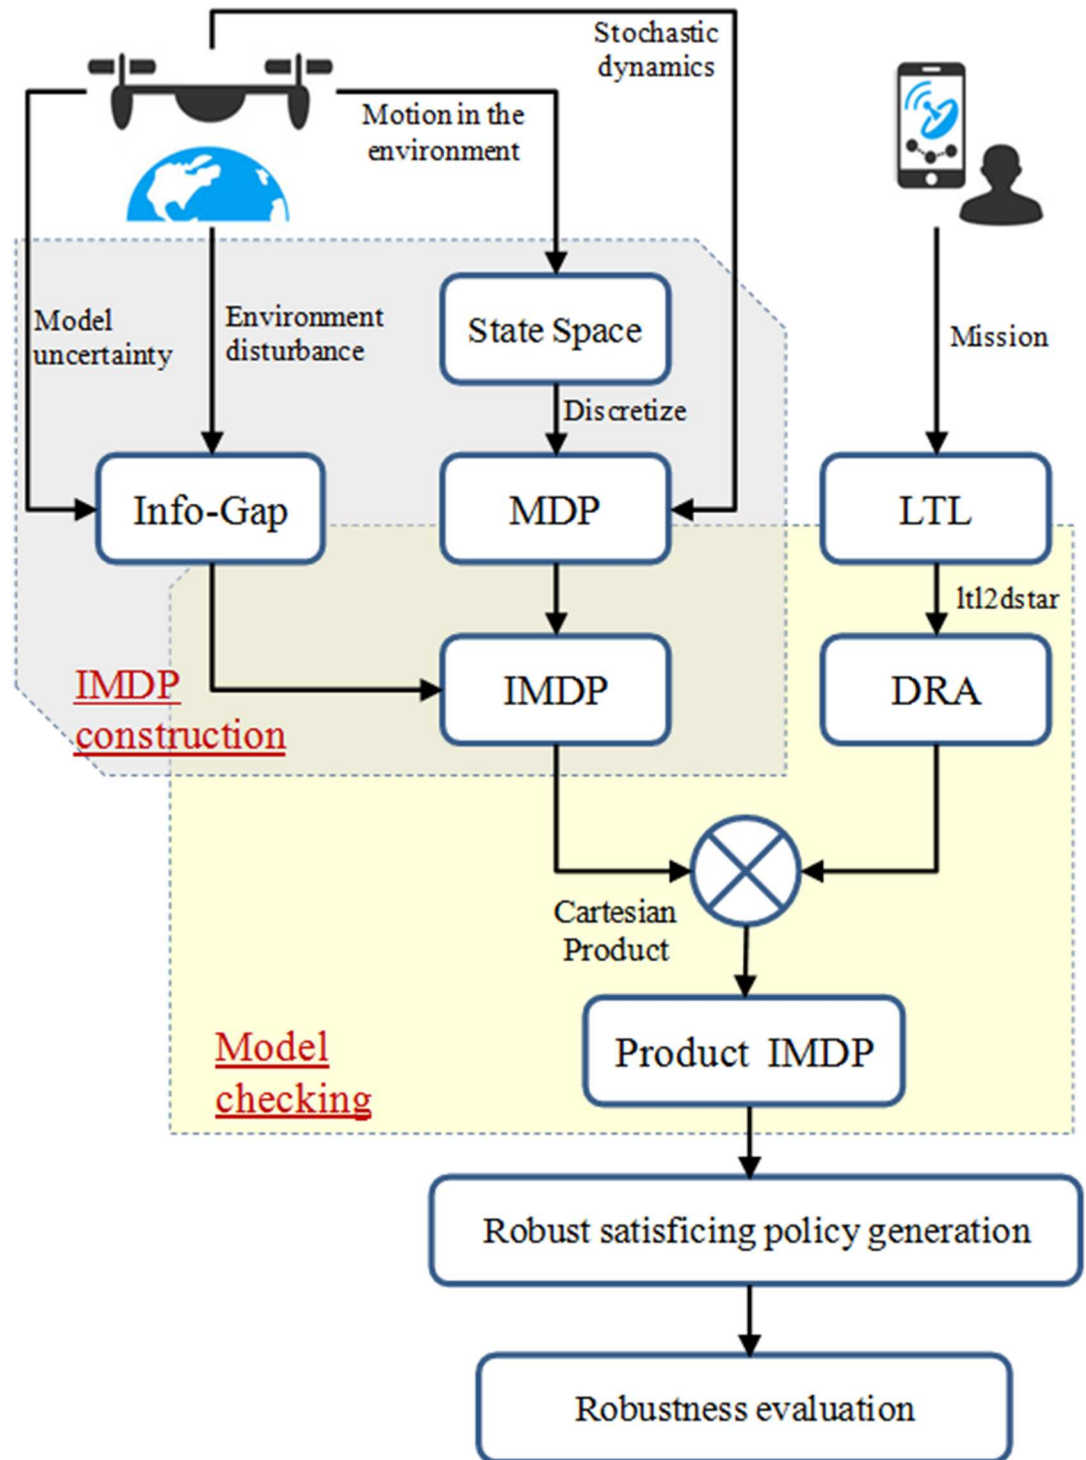 Stochastic
dynamics
Motion in the
environment
Model
uncertainty
Environment
disturbance
State Space
Mission
Discretize
Info-Gap
MDP
LTL
ltl2dstar
IMDP
construction
IMDP
DRA
Cartesian
Product
Model
checking
Product IMDP
Robust satisficing policy generation
Robustness evaluation